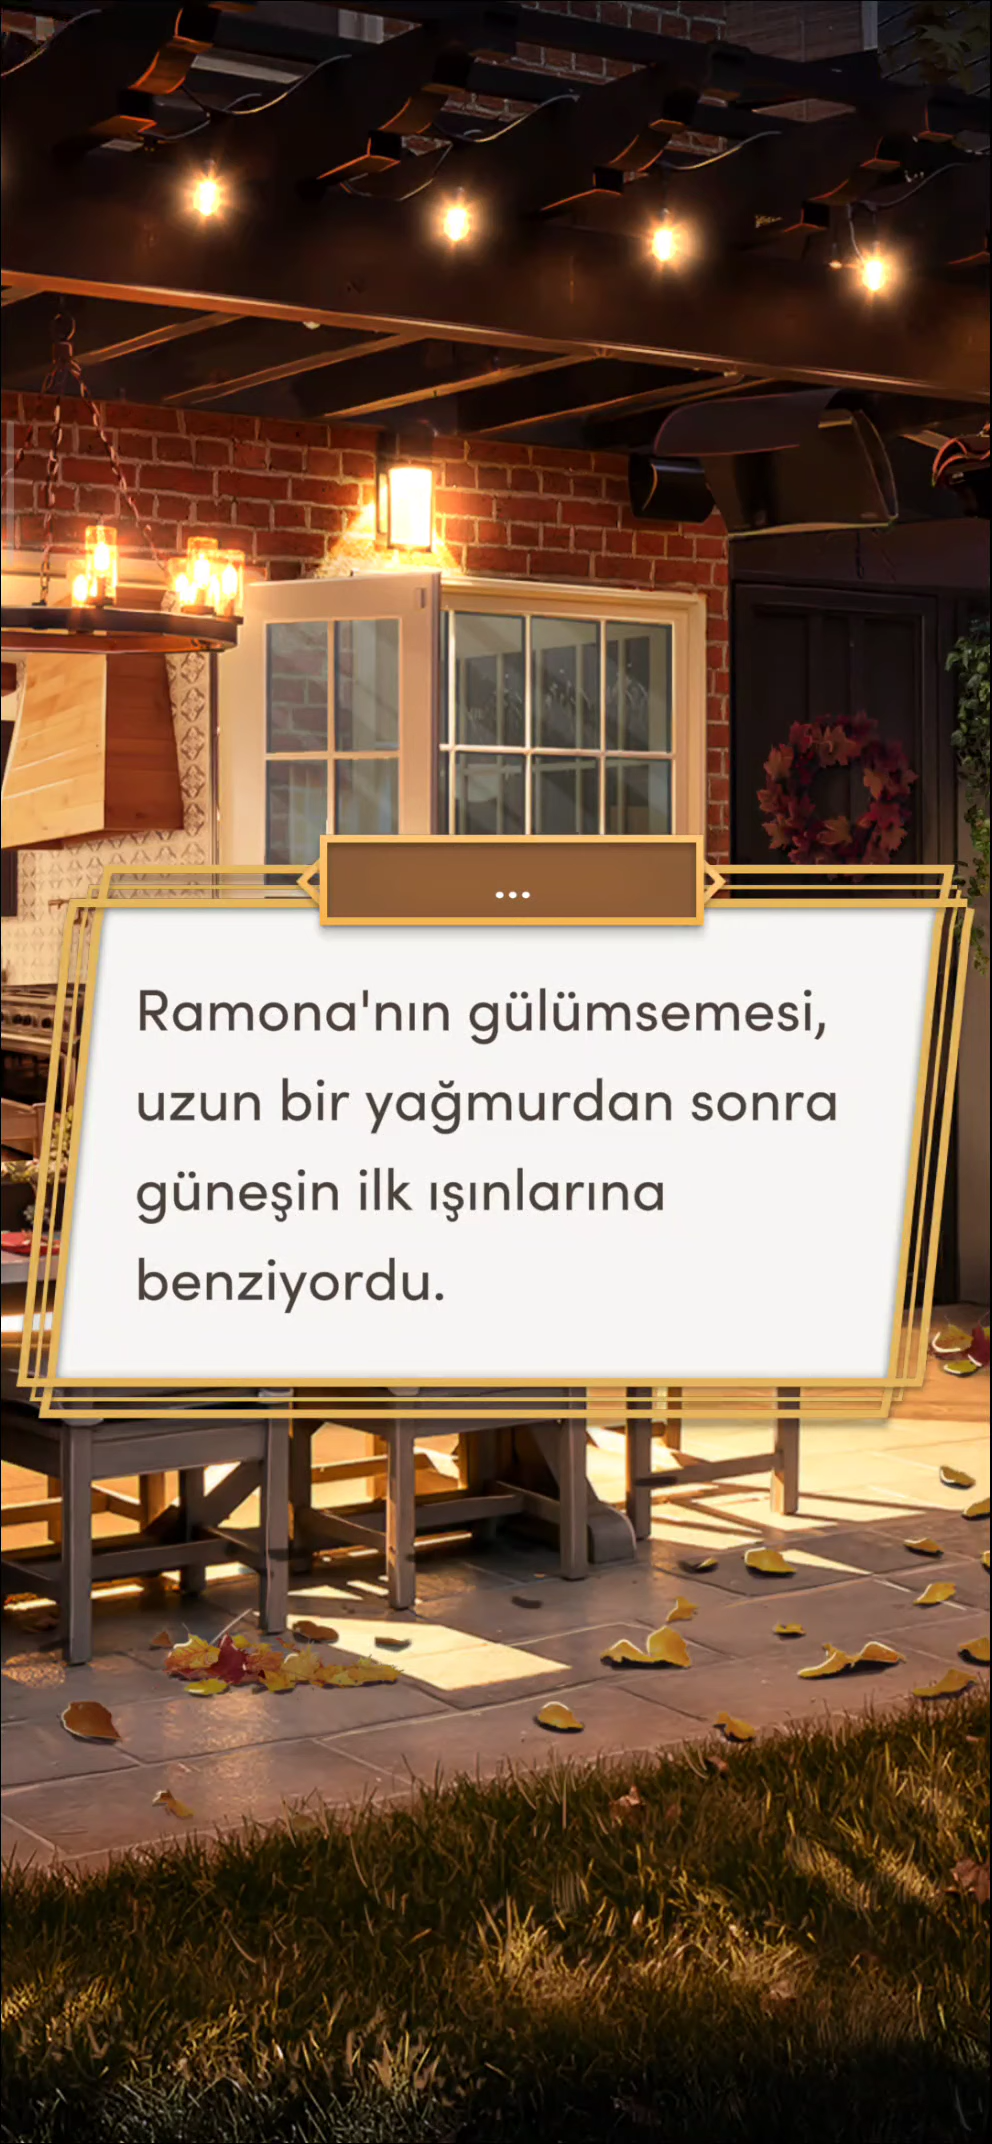 ...
Ramona'nın gülümsemesi,
uzun bir yağmurdan sonra
güneşin ilk ışınlarına
benziyordu.